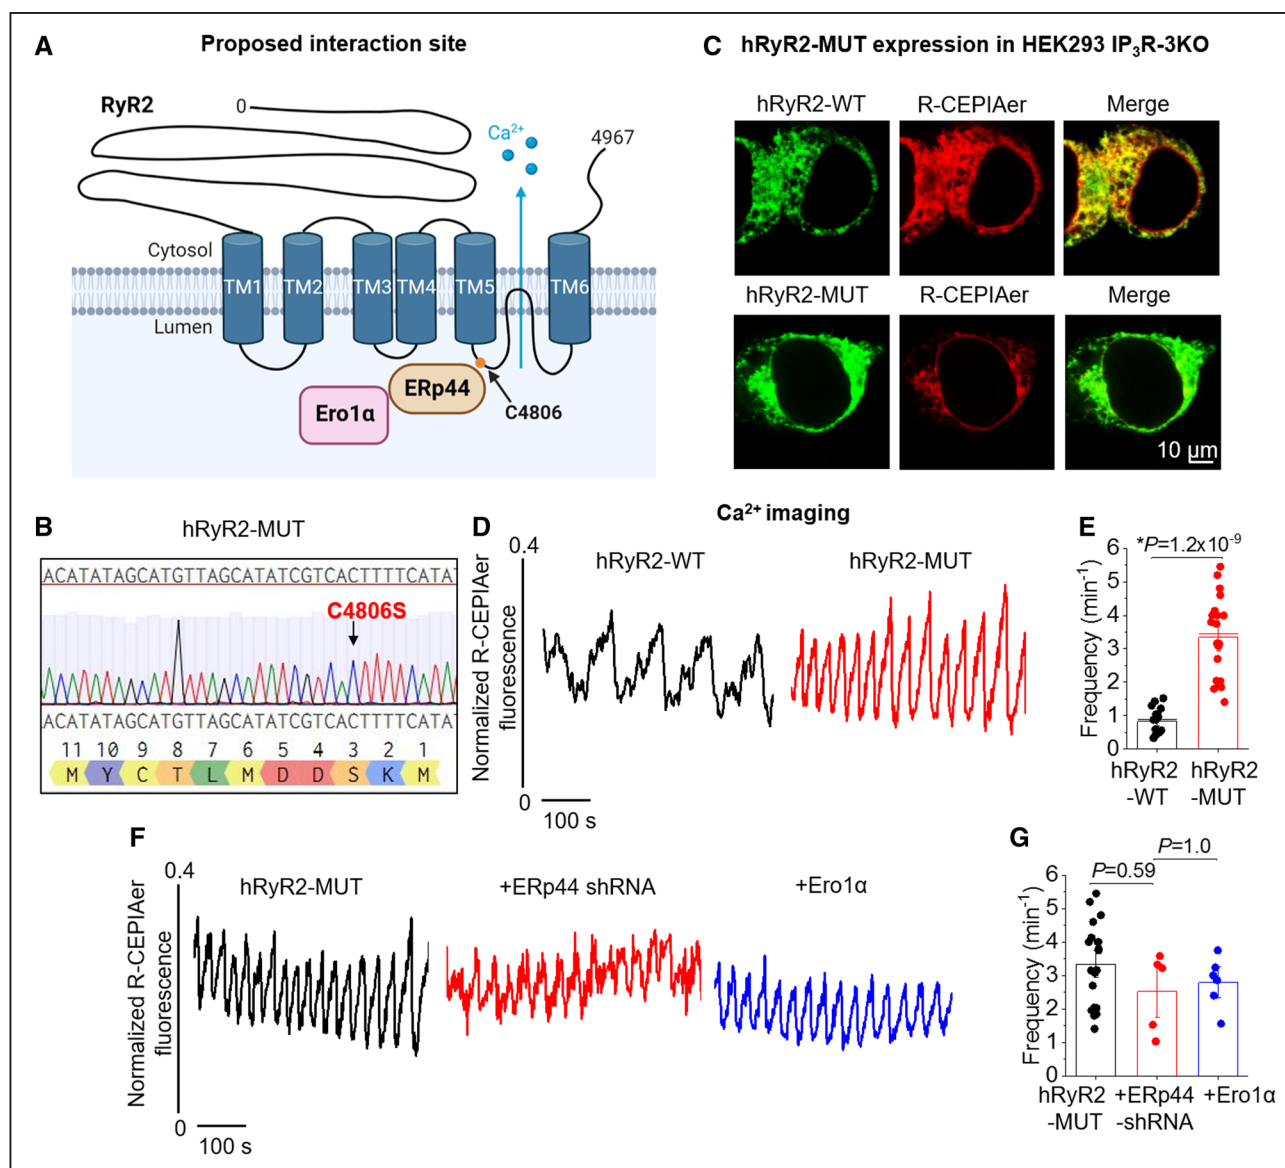 A
Proposed interaction site
RyR2
0
Ca²⁺
4967
Cytosol
TM1
TM2
TM3
TM4
TM5
TM6
Lumen
ERp44
Ero1α
C4806
C
hRyR2-MUT expression in HEK293 IP₃R-3KO
hRyR2-WT
R-CEPIAer
Merge
hRyR2-MUT
R-CEPIAer
Merge
10 µm
B
hRyR2-MUT
ACATATAGCATGTTAGCATATCGTCACTTTTCATA
C4806S
ACATATAGCATGTTAGCATATCGTCACTTTTCATA
11 10 9 8 7 6 5 4 3 2 1
M Y C T L M D D S K M
Ca²⁺ imaging
D
0.4
hRyR2-WT
hRyR2-MUT
Normalized R-CEPIAer
fluorescence
0
100 s
E
*P=1.2x10⁻⁹
6
5
4
3
2
1
0
Frequency (min⁻¹)
hRyR2
-WT
hRyR2
-MUT
F
0.4
hRyR2-MUT
+ERp44 shRNA
+Ero1α
Normalized R-CEPIAer
fluorescence
0
100 s
G
P=1.0
P=0.59
6
5
4
3
2
1
0
Frequency (min⁻¹)
hRyR2
-MUT
+ERp44
-shRNA
+Ero1α